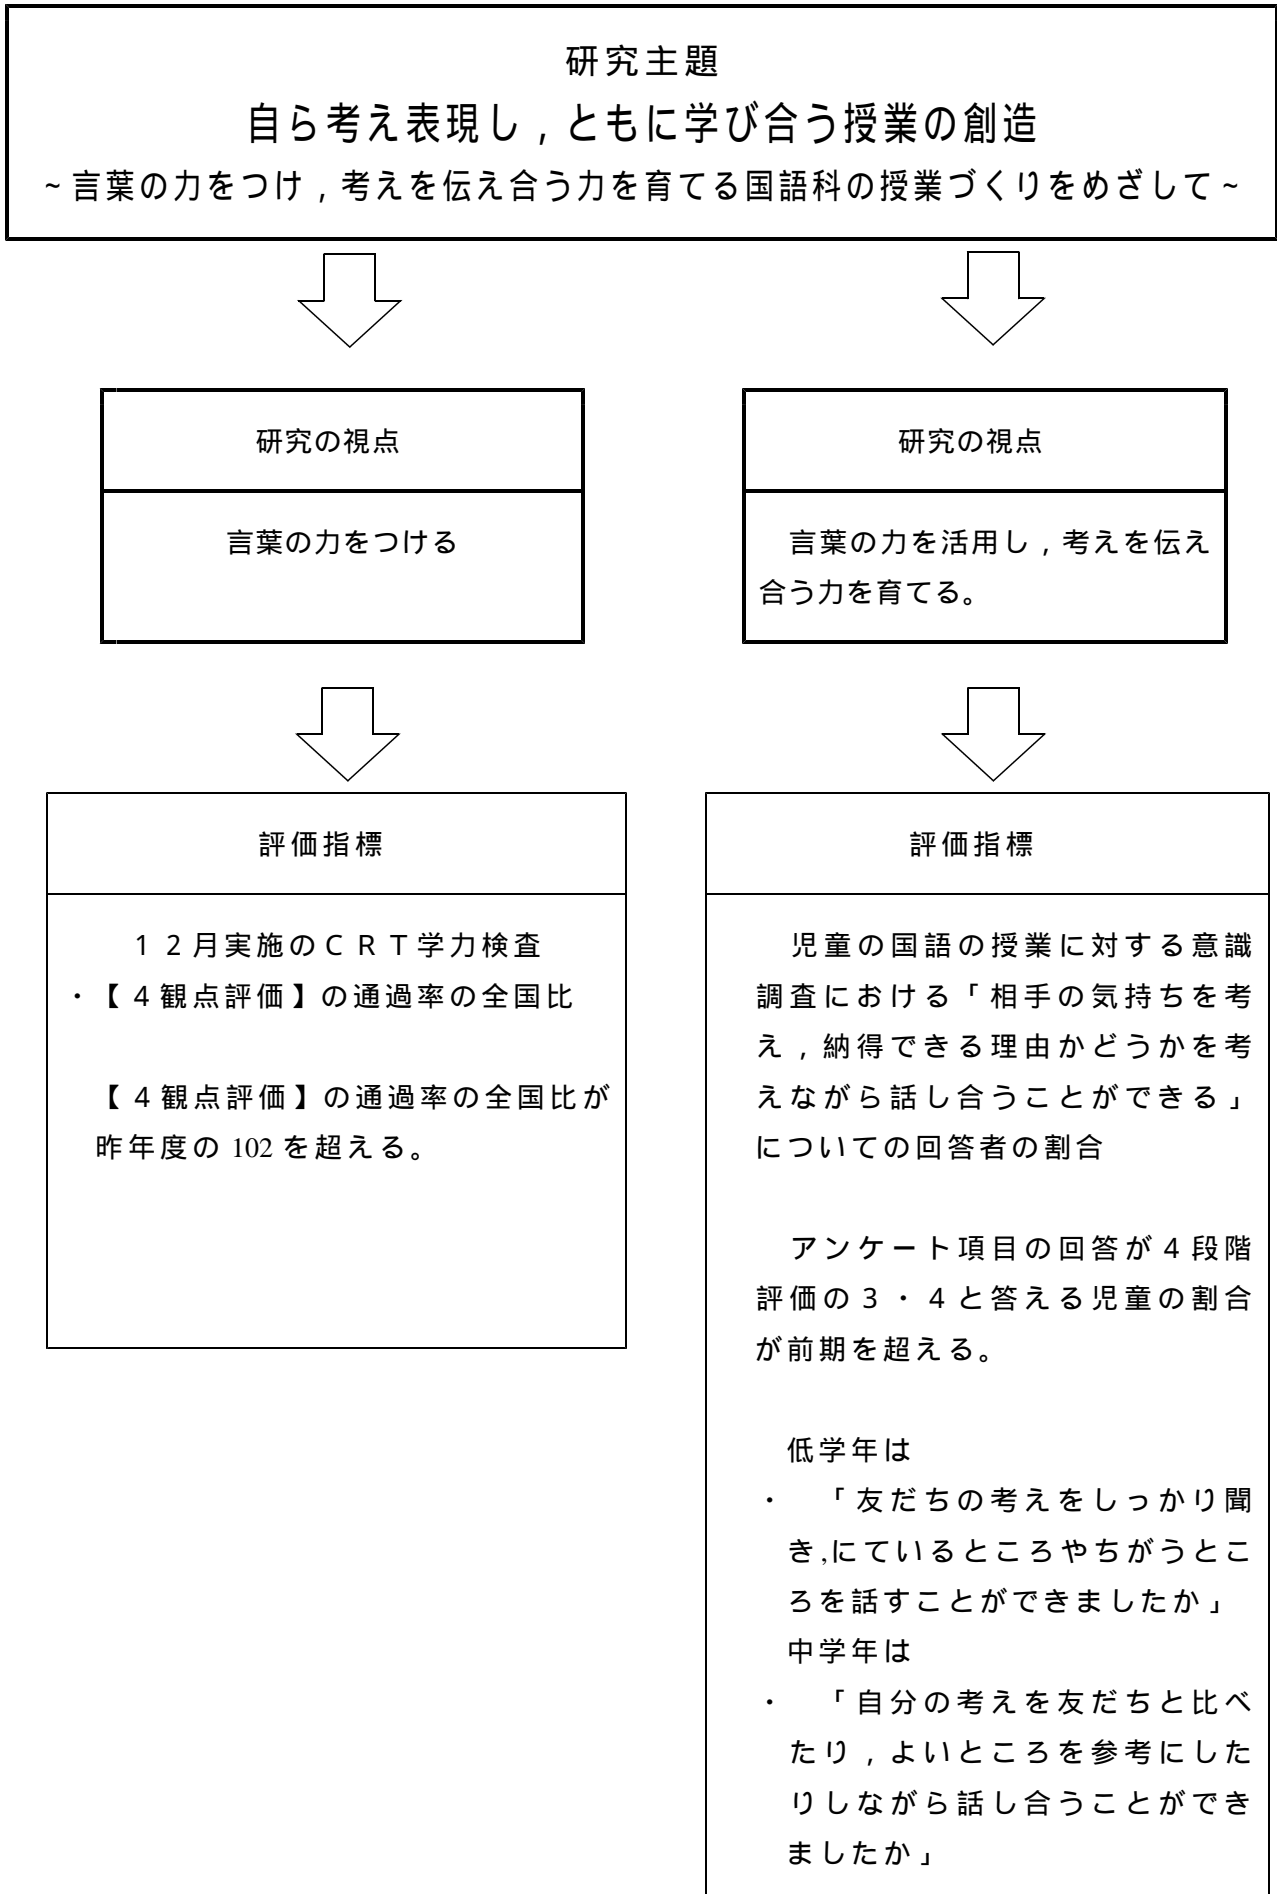 研究主題
自ら考え表現し，ともに学び合う授業の創造
~言葉の力をつけ，考えを伝え合う力を育てる国語科の授業づくりをめざして~
研究の視点
言葉の力をつける
研究の視点
言葉の力を活用し，考えを伝え
合う力を育てる。
評価指標
１２月実施のＣＲＴ学力検査
・【４観点評価】の通過率の全国比
【４観点評価】の通過率の全国比が
昨年度の 102 を超える。
評価指標
児童の国語の授業に対する意識
調査における「相手の気持ちを考
え，納得できる理由かどうかを考
えながら話し合うことができる」
についての回答者の割合
アンケート項目の回答が４段階
評価の３・４と答える児童の割合
が前期を超える。
低学年は
・　「友だちの考えをしっかり聞
き,にているところやちがうとこ
ろを話すことができましたか」
中学年は
・　「自分の考えを友だちと比べ
たり，よいところを参考にした
りしながら話し合うことができ
ましたか」